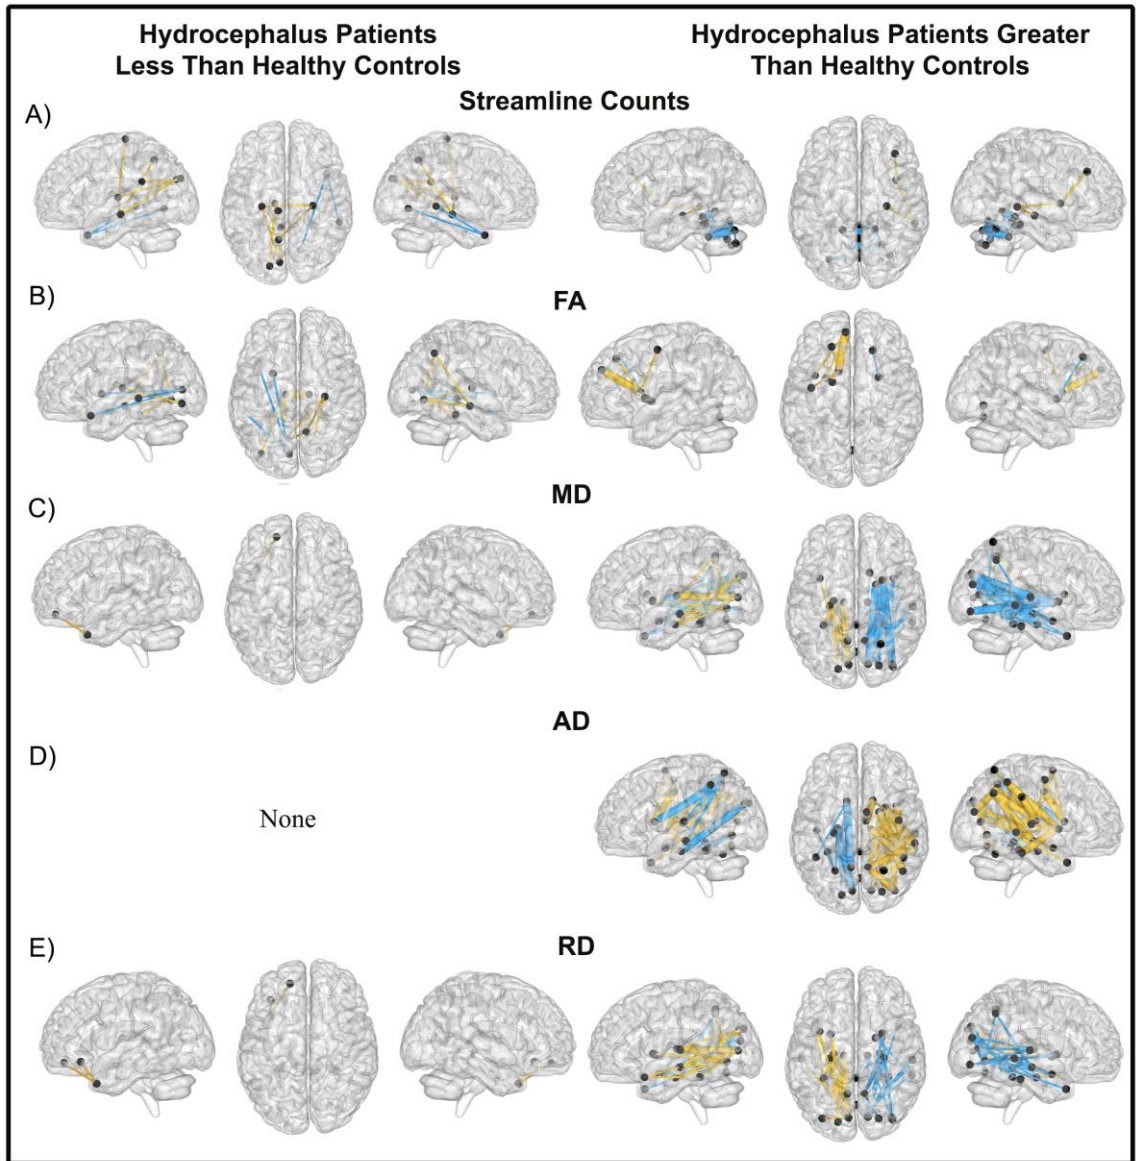 Hydrocephalus Patients
Less Than Healthy Controls
Hydrocephalus Patients Greater
Than Healthy Controls
Streamline Counts
A)
B)
FA
MD
C)
AD
D)
None
E)
RD